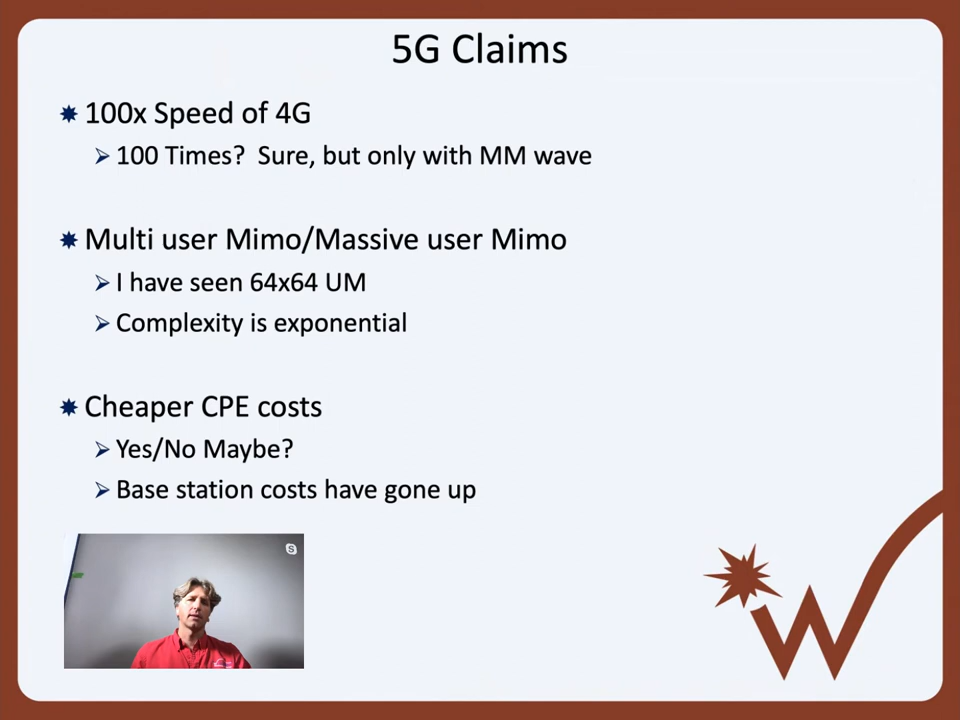 5G Claims
100x Speed of 4G
100 Times? Sure, but only with MM wave
Multi user Mimo/Massive user Mimo
I have seen 64x64 UM
Complexity is exponential
Cheaper CPE costs
Yes/No Maybe?
Base station costs have gone up
S
W